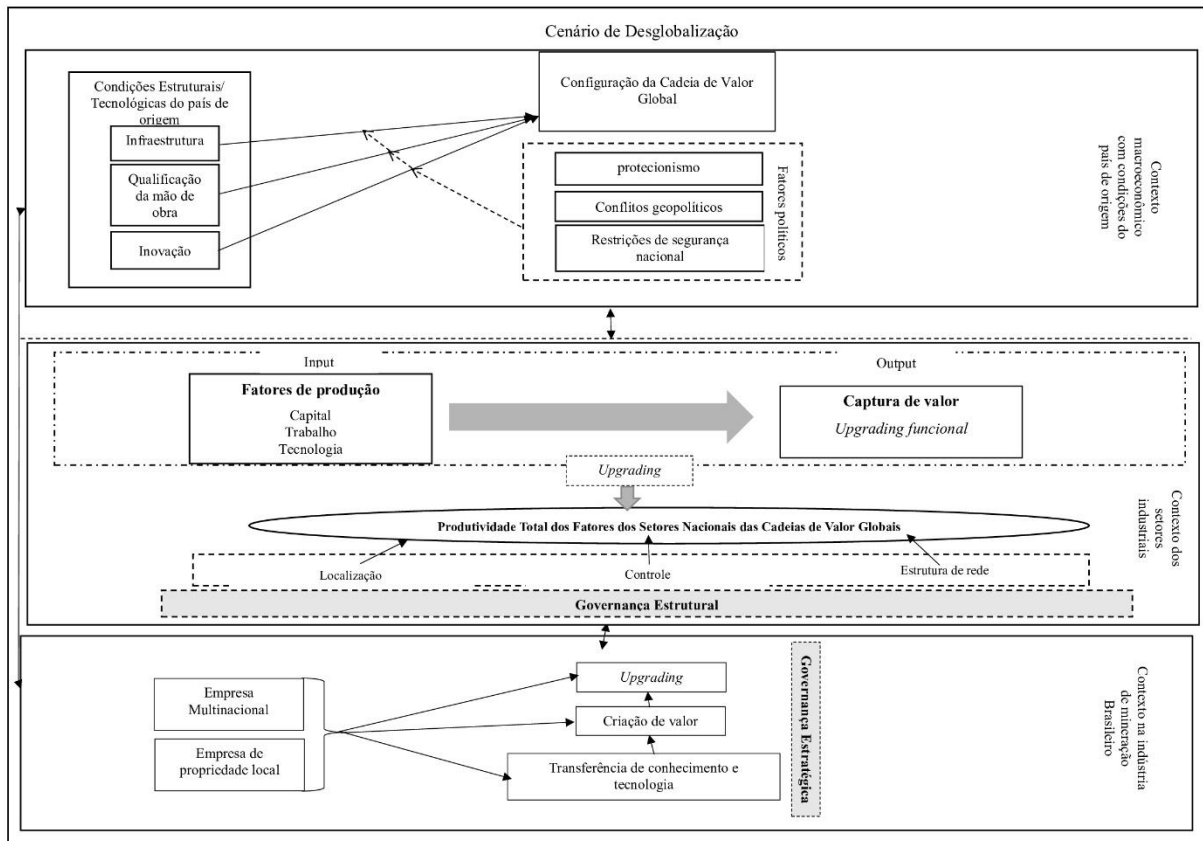 Cenário de Desglobalização
Condições Estruturais/
Tecnológicas do país de
origem
Infraestrutura
Qualificação
da mão de
obra
Inovação
Configuração da Cadeia de Valor
Global
protecionismo
Conflitos geopolíticos
Restrições de segurança
nacional
Fatores políticos
Contexto
macroeconômico
com condições do
país de origem
Input
Output
Fatores de produção
Capital
Trabalho
Tecnologia
Captura de valor
Upgrading funcional
Upgrading
Produtividade Total dos Fatores dos Setores Nacionais das Cadeias de Valor Globais
Localização
Controle
Estrutura de rede
Governança Estrutural
Contexto dos
setores
industriais
Empresa
Multinacional
Empresa de
propriedade local
Upgrading
Criação de valor
Transferência de conhecimento e
tecnologia
Governança Estratégica
Contexto na indústria
de mineração
Brasileiro